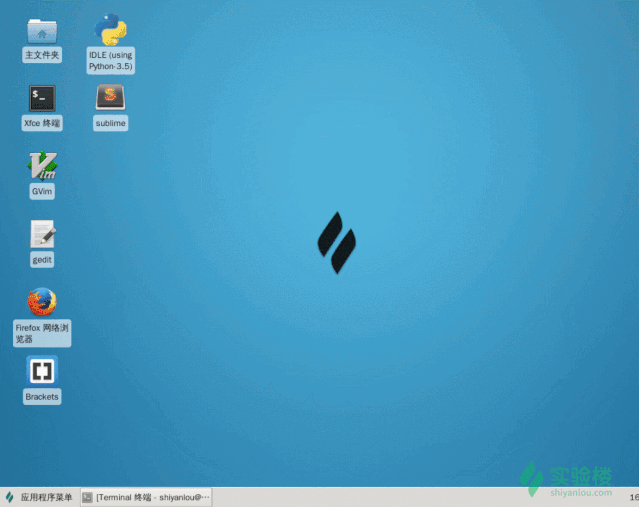 主文件夹
IDLE (using
Python-3.5)
Xfce 终端
sublime
GVim
gedit
Firefox 网络浏
览器
Brackets
实验楼
shiyanlou.com
应用程序菜单
[Terminal 终端 - shiyanlou@···
16